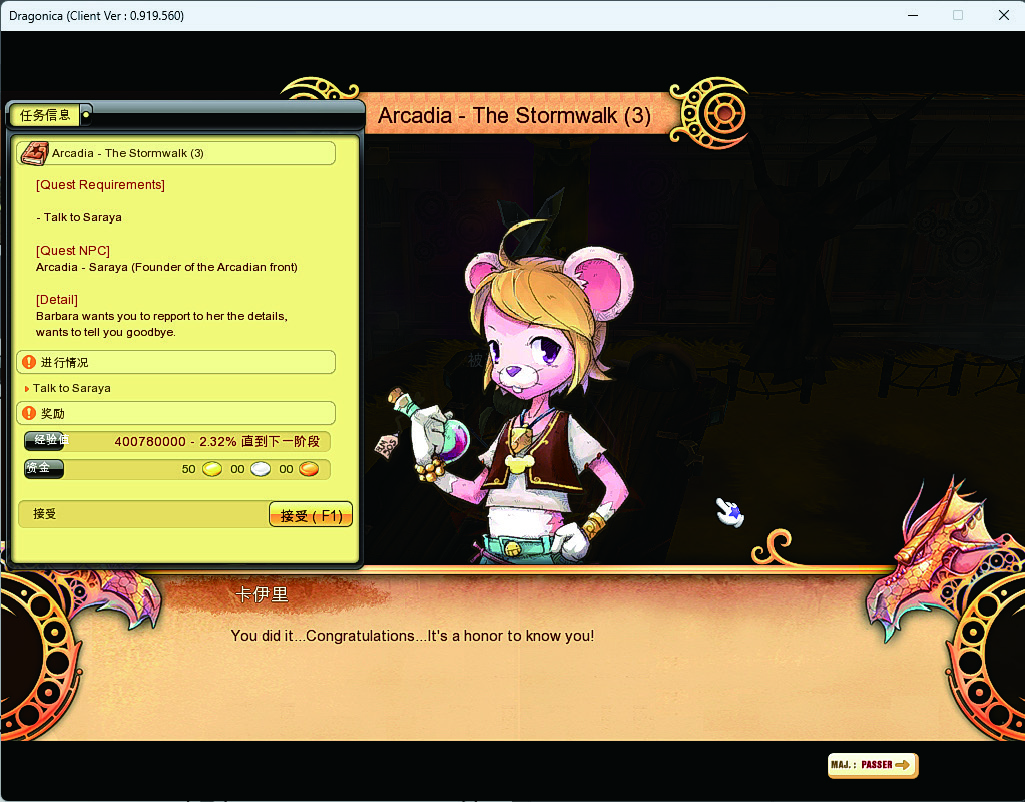 Dragonica (Client Ver : 0.919.560)
Arcadia - The Stormwalk (3)
任务信息
Arcadia - The Stormwalk (3)
[Quest Requirements]
- Talk to Saraya
[Quest NPC]
Arcadia - Saraya (Founder of the Arcadian front)
[Detail]
Barbara wants you to repport to her the details,
wants to tell you goodbye.
进行情况
Talk to Saraya
奖励
经验值 400780000 - 2.32% 直到下一阶段
资金 50 00 00
接受 接受 ( F1)
被
卡伊里
You did it...Congratulations...It's a honor to know you!
MAJ. : PASSER